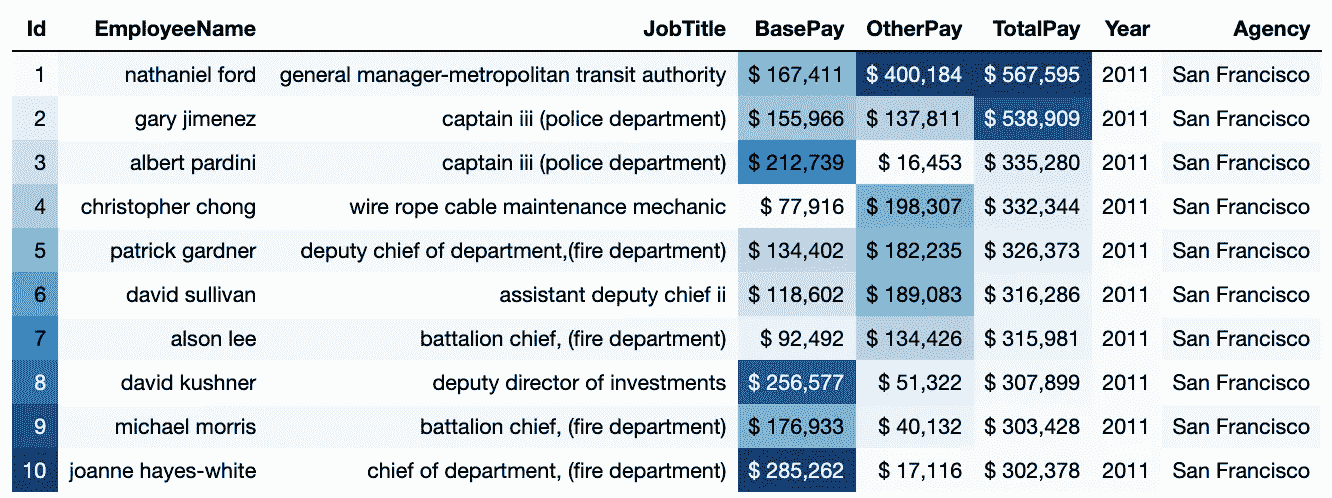 Id EmployeeName JobTitle BasePay OtherPay TotalPay Year Agency
1 nathaniel ford general manager-metropolitan transit authority $ 167,411 $ 400,184 $ 567,595 2011 San Francisco
2 gary jimenez captain iii (police department) $ 155,966 $ 137,811 $ 538,909 2011 San Francisco
3 albert pardini captain iii (police department) $ 212,739 $ 16,453 $ 335,280 2011 San Francisco
4 christopher chong wire rope cable maintenance mechanic $ 77,916 $ 198,307 $ 332,344 2011 San Francisco
5 patrick gardner deputy chief of department,(fire department) $ 134,402 $ 182,235 $ 326,373 2011 San Francisco
6 david sullivan assistant deputy chief ii $ 118,602 $ 189,083 $ 316,286 2011 San Francisco
7 alson lee battalion chief, (fire department) $ 92,492 $ 134,426 $ 315,981 2011 San Francisco
8 david kushner deputy director of investments $ 256,577 $ 51,322 $ 307,899 2011 San Francisco
9 michael morris battalion chief, (fire department) $ 176,933 $ 40,132 $ 303,428 2011 San Francisco
10 joanne hayes-white chief of department, (fire department) $ 285,262 $ 17,116 $ 302,378 2011 San Francisco